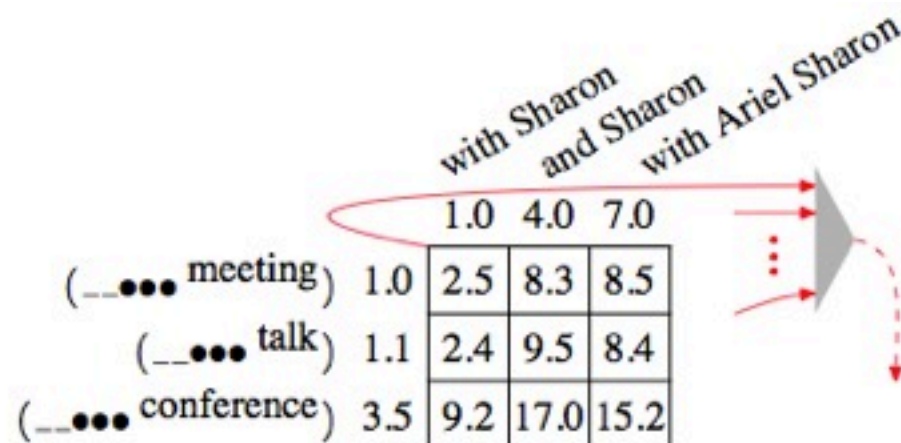 with Sharon
and Sharon
with Ariel Sharon
1.0 4.0 7.0
(__●●● meeting) 1.0 2.5 8.3 8.5
(__●●● talk) 1.1 2.4 9.5 8.4
(__●●● conference) 3.5 9.2 17.0 15.2